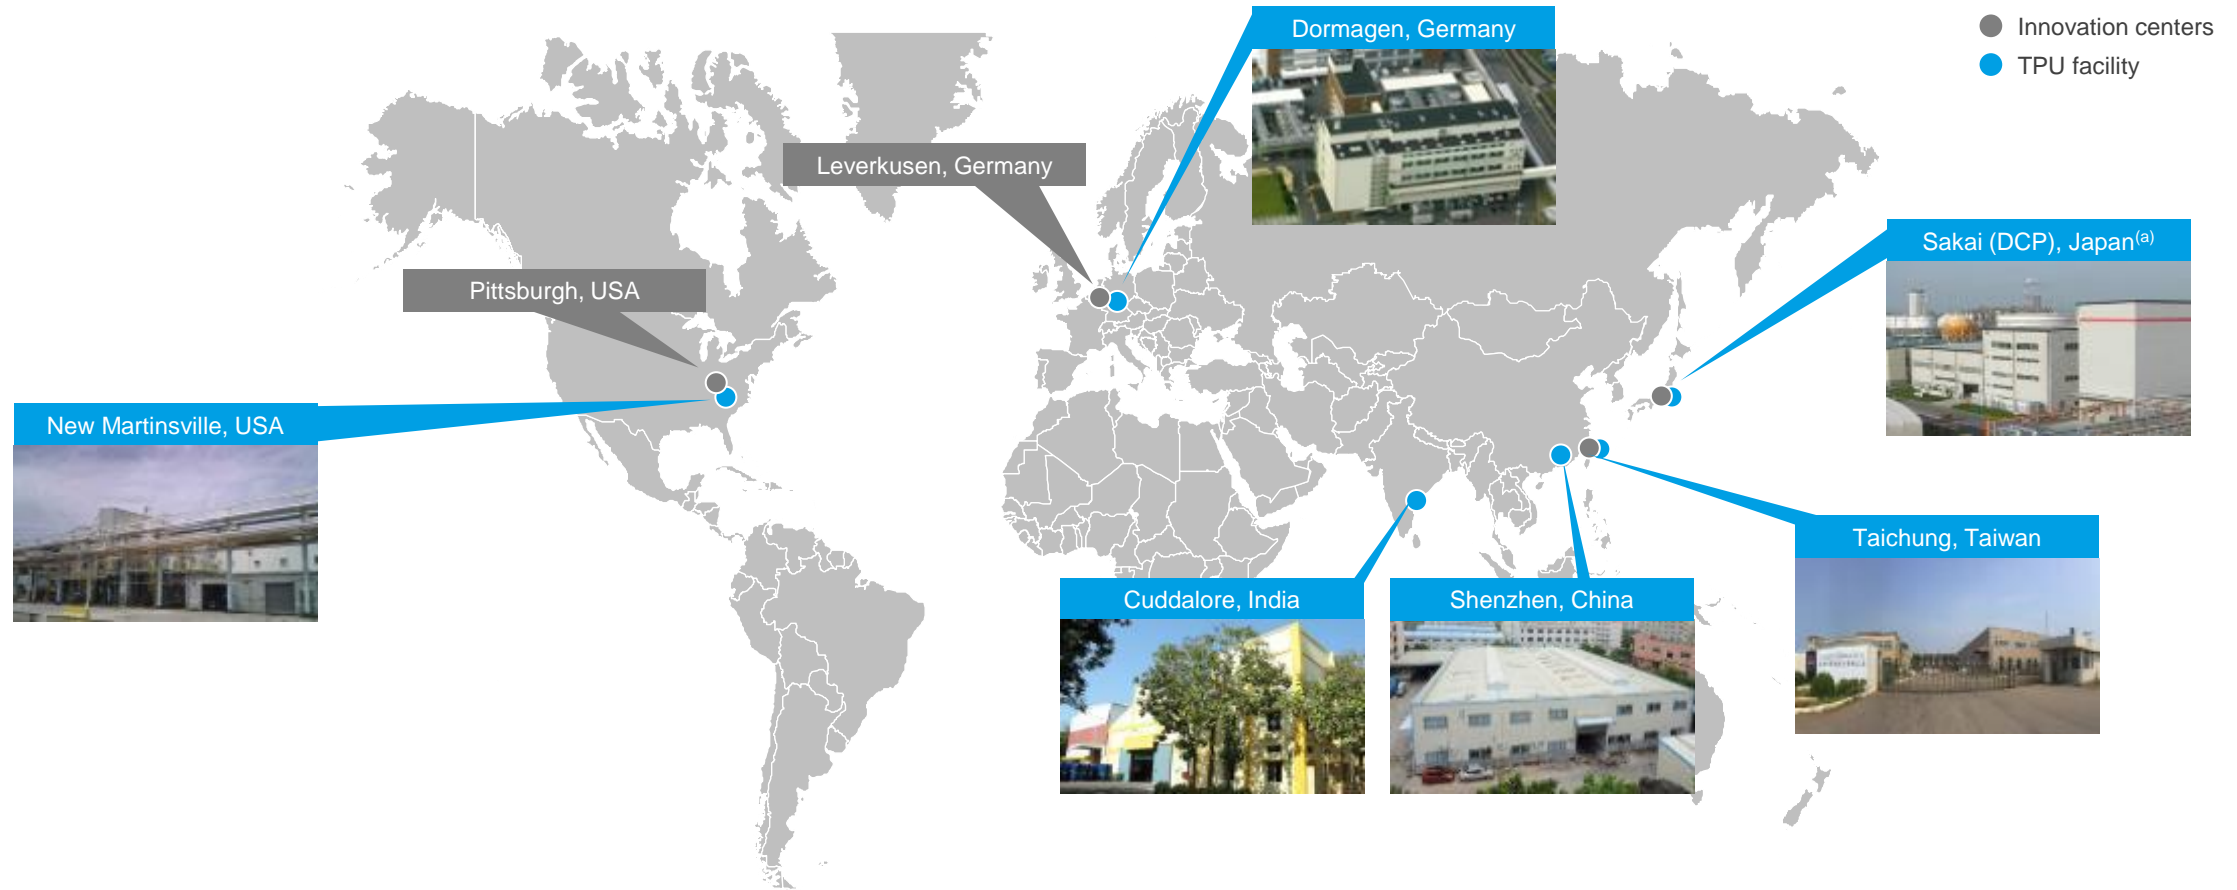 Innovation centers
TPU facility
Dormagen, Germany
Leverkusen, Germany
Sakai (DCP), Japan(a)
Pittsburgh, USA
New Martinsville, USA
Taichung, Taiwan
Cuddalore, India
Shenzhen, China